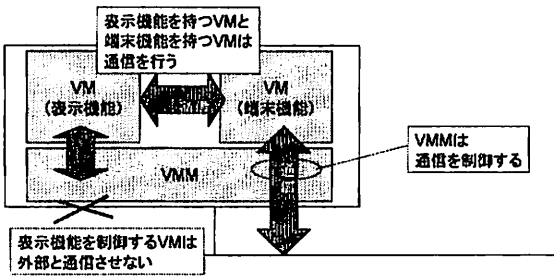 表示機能を持つVMと
端末機能を持つVMは
通信を行う
VM
(表示機能)
VM
(端末機能)
VMM
VMMは
通信を制御する
表示機能を制御するVMは
外部と通信させない